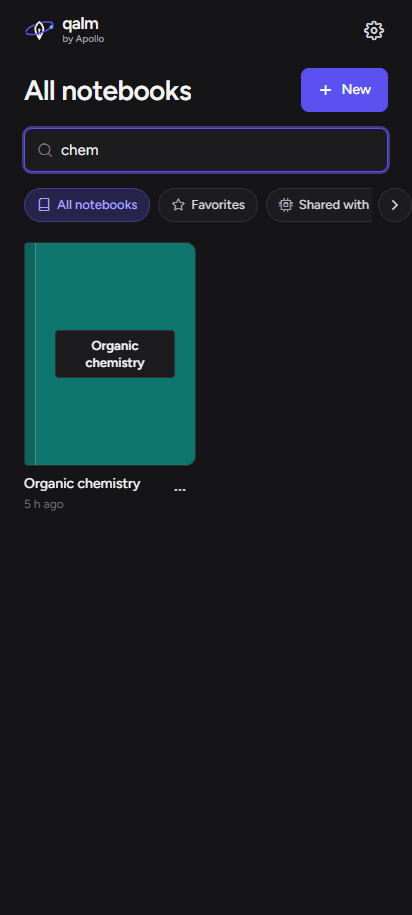 qalm
by Apollo
All notebooks
New
chem
All notebooks
Favorites
Shared with
Organic
chemistry
Organic chemistry
...
5 h ago